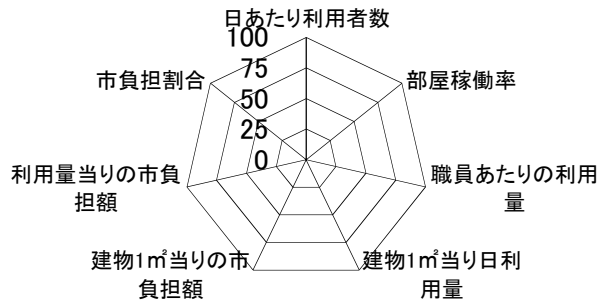 日あたり利用者数
100
75
50
25
0
部屋稼働率
職員あたりの利用
量
建物1㎡当り日利
用量
建物1㎡当りの市
負担額
利用量当りの市負
担額
市負担割合